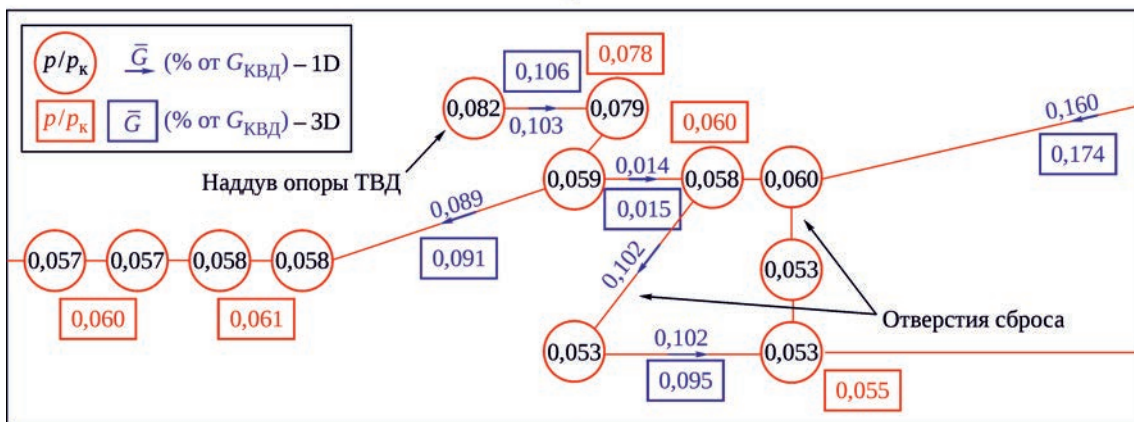 p/pк G̅ (% от GКВД) – 1D
p/pк G̅ (% от GКВД) – 3D
0,106 0,078
0,082 0,079
0,103
0,160
0,060
0,174
Наддув опоры ТВД
0,059 0,014 0,058 0,060
0,015
0,089
0,091
0,102
0,057 0,057 0,058 0,058
0,053
0,060 0,061
Отверстия сброса
0,053 0,102 0,053
0,095 0,055